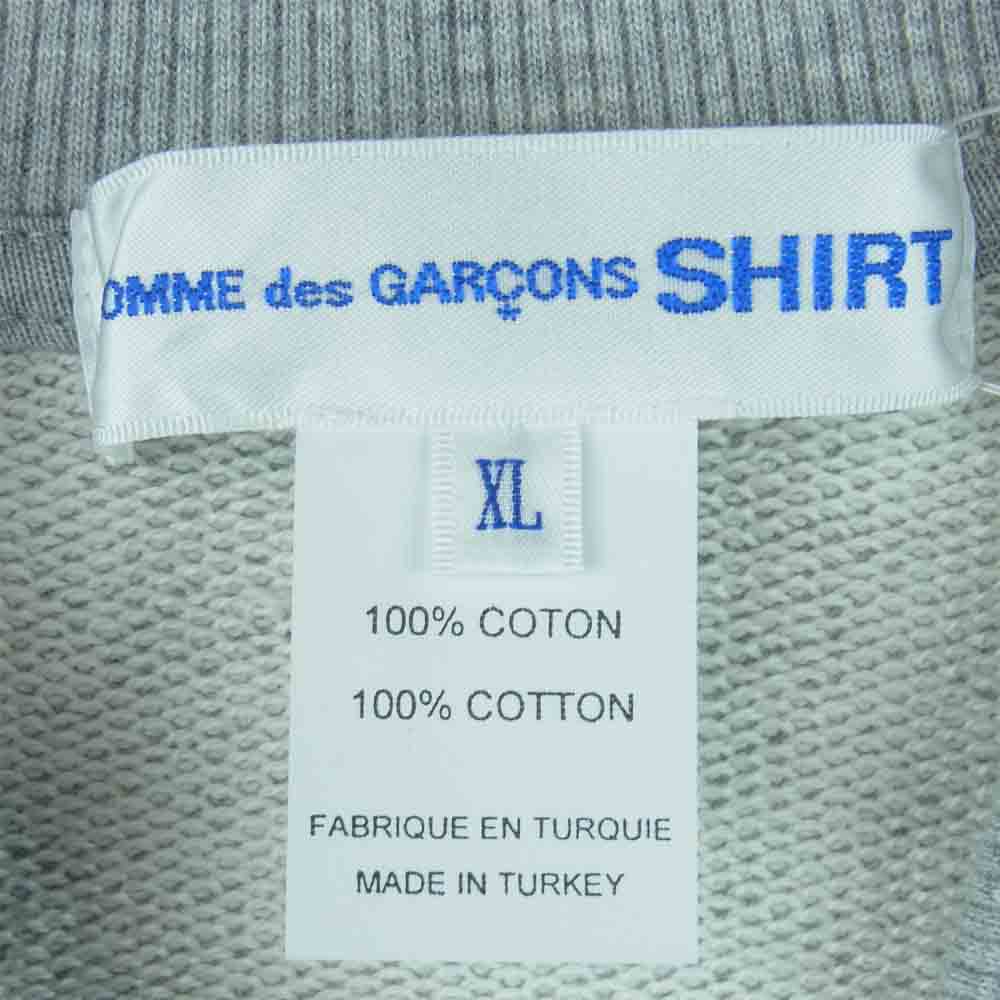 OMME des GARÇONS SHIRT
XL
100% COTON
100% COTTON
FABRIQUE EN TURQUIE
MADE IN TURKEY